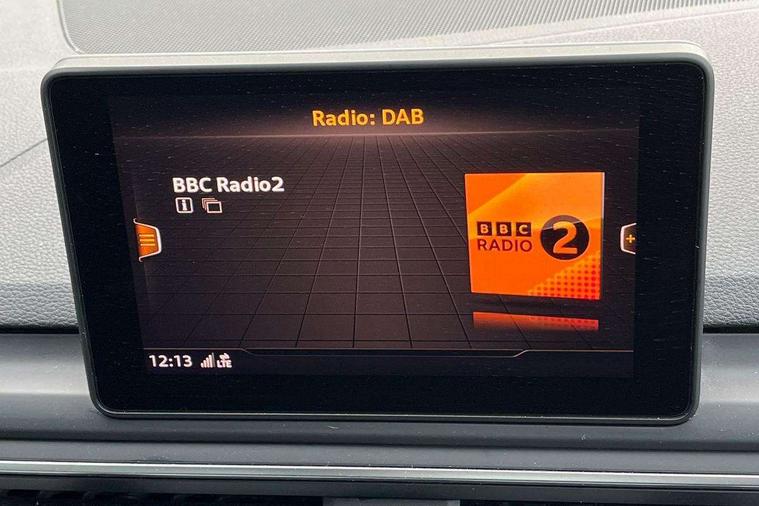 Radio: DAB
BBC Radio2
i
BBC
RADIO 2
+
12:13 LTE